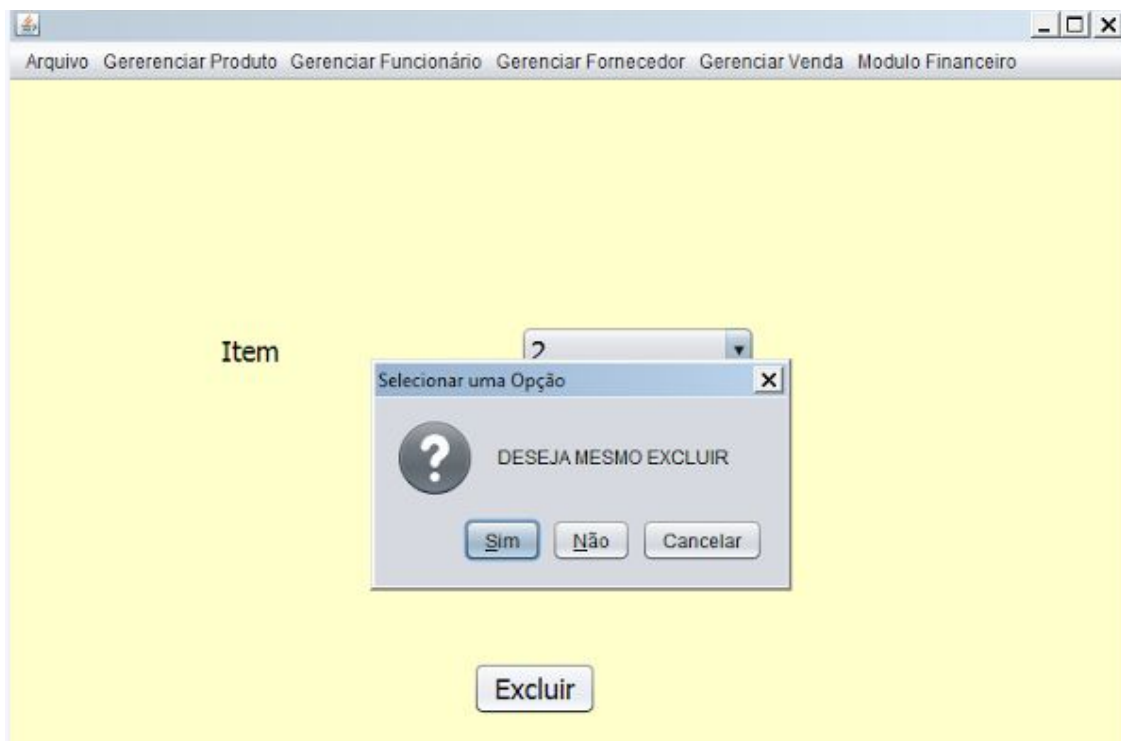 Arquivo Gererenciar Produto Gerenciar Funcionário Gerenciar Fornecedor Gerenciar Venda Modulo Financeiro
Item 2
Selecionar uma Opção
DESEJA MESMO EXCLUIR
Sim Não Cancelar
Excluir